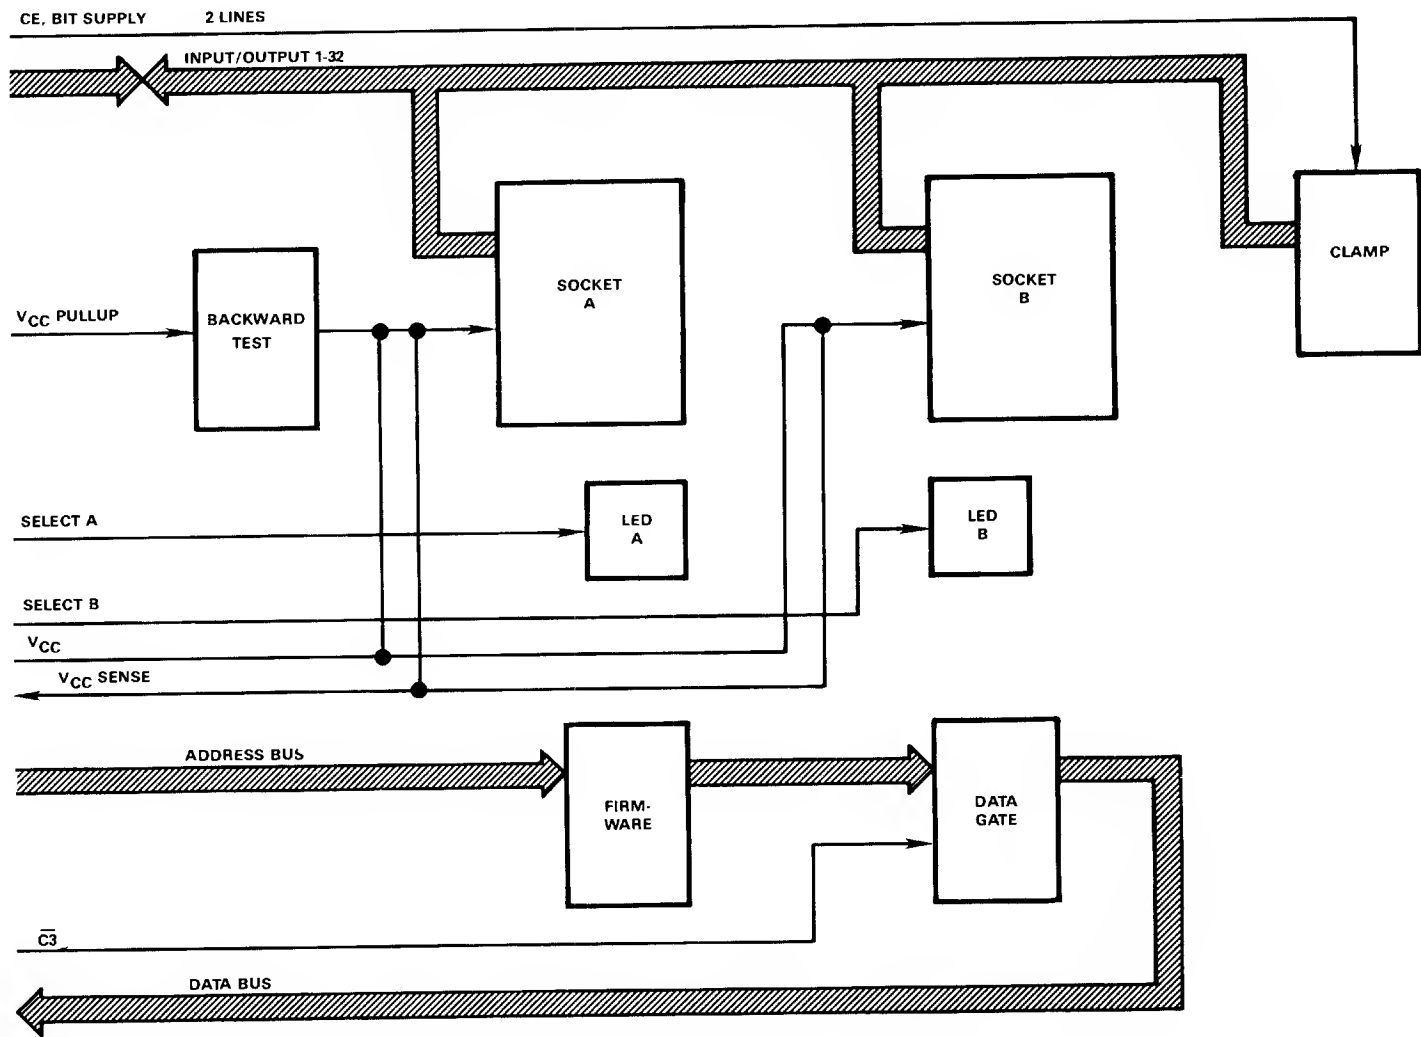 CE, BIT SUPPLY 2 LINES
INPUT/OUTPUT 1-32
CLAMP
SOCKET
A
SOCKET
B
VCC PULLUP
BACKWARD
TEST
SELECT A
LED
A
LED
B
SELECT B
VCC
VCC SENSE
ADDRESS BUS
FIRM-
WARE
DATA
GATE
C̅3̅
DATA BUS